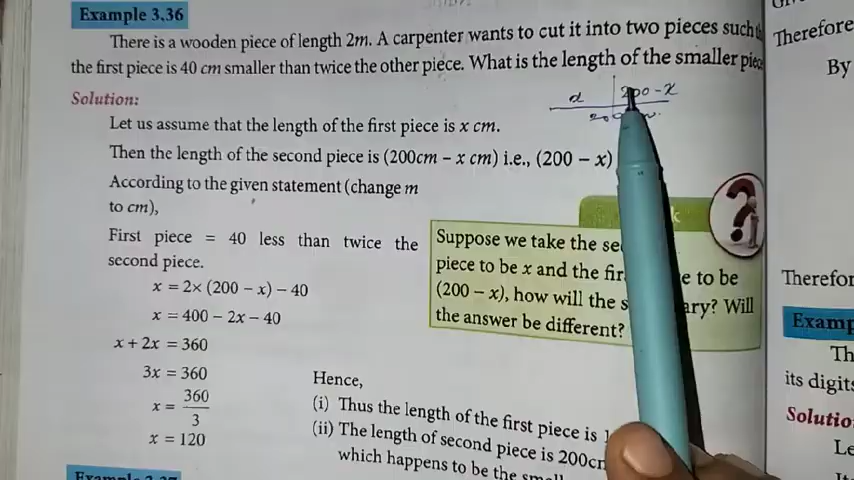 Example 3.36
There is a wooden piece of length 2m. A carpenter wants to cut it into two pieces such
the first piece is 40 cm smaller than twice the other piece. What is the length of the smaller
Solution:
200 - x
Let us assume that the length of the first piece is x cm.
Then the length of the second piece is (200cm – x cm) i.e., (200 – x)
According to the given statement (change m
to cm),
First piece = 40 less than twice the
second piece.
x = 2× (200 – x) – 40
x = 400 – 2x – 40
x + 2x = 360
3x = 360
x = 360/3
x = 120
Suppose we take the
piece to be x and the to be
(200 – x), how will the Will
the answer be different?
?
Hence,
(i) Thus the length of the first piece is
(ii) The length of second piece is
which happens to be the
Therefore
By
Therefor
Th
its digit
Solutio
Le